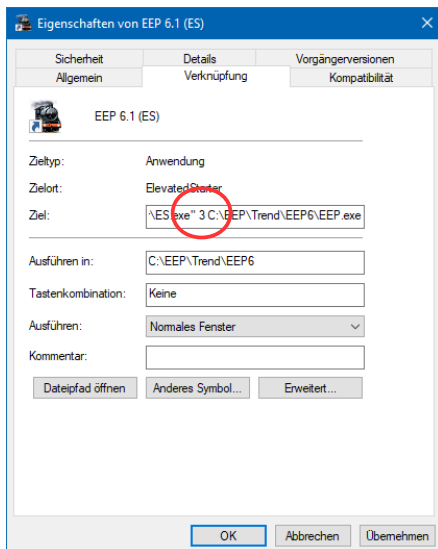 Eigenschaften von EEP 6.1 (ES)
Sicherheit Details Vorgängerversionen
Allgemein Verknüpfung Kompatibilität
EEP 6.1 (ES)
Zieltyp: Anwendung
Zielort: ElevatedStarter
Ziel: \ES.exe" 3 C:\EEP\Trend\EEP6\EEP.exe
Ausführen in: C:\EEP\Trend\EEP6
Tastenkombination: Keine
Ausführen: Normales Fenster
Kommentar:
Dateipfad öffnen Anderes Symbol... Erweitert...
OK Abbrechen Übernehmen